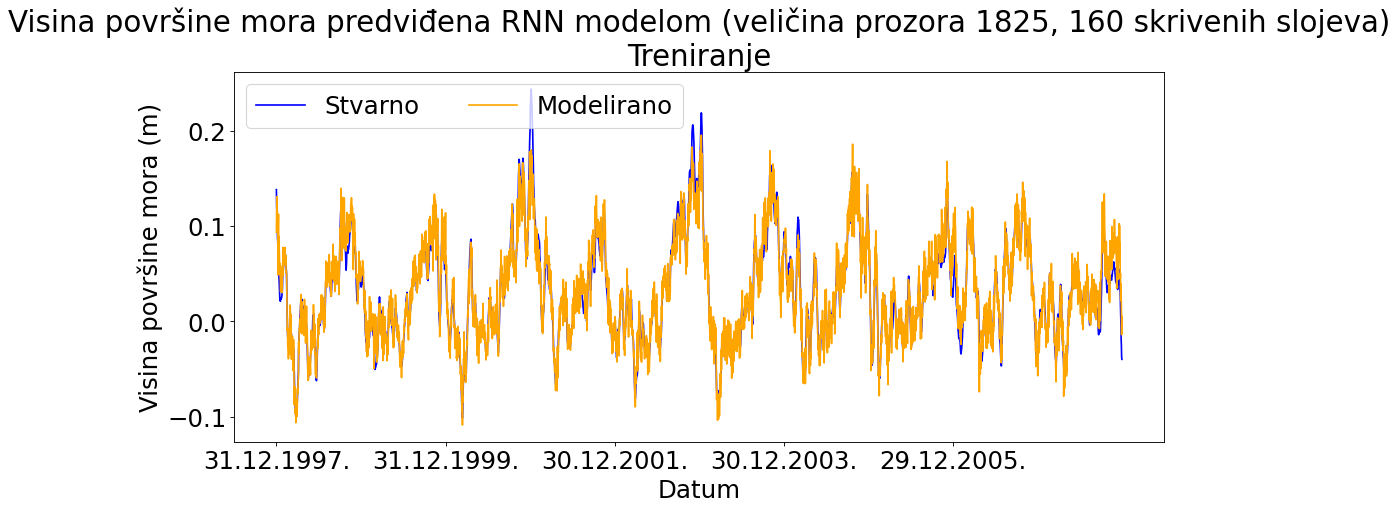 Visina površine mora predviđena RNN modelom (veličina prozora 1825, 160 skrivenih slojeva)
Treniranje
Stvarno Modelirano
Visina površine mora (m)
0.2
0.1
0.0
−0.1
31.12.1997. 31.12.1999. 30.12.2001. 30.12.2003. 29.12.2005.
Datum